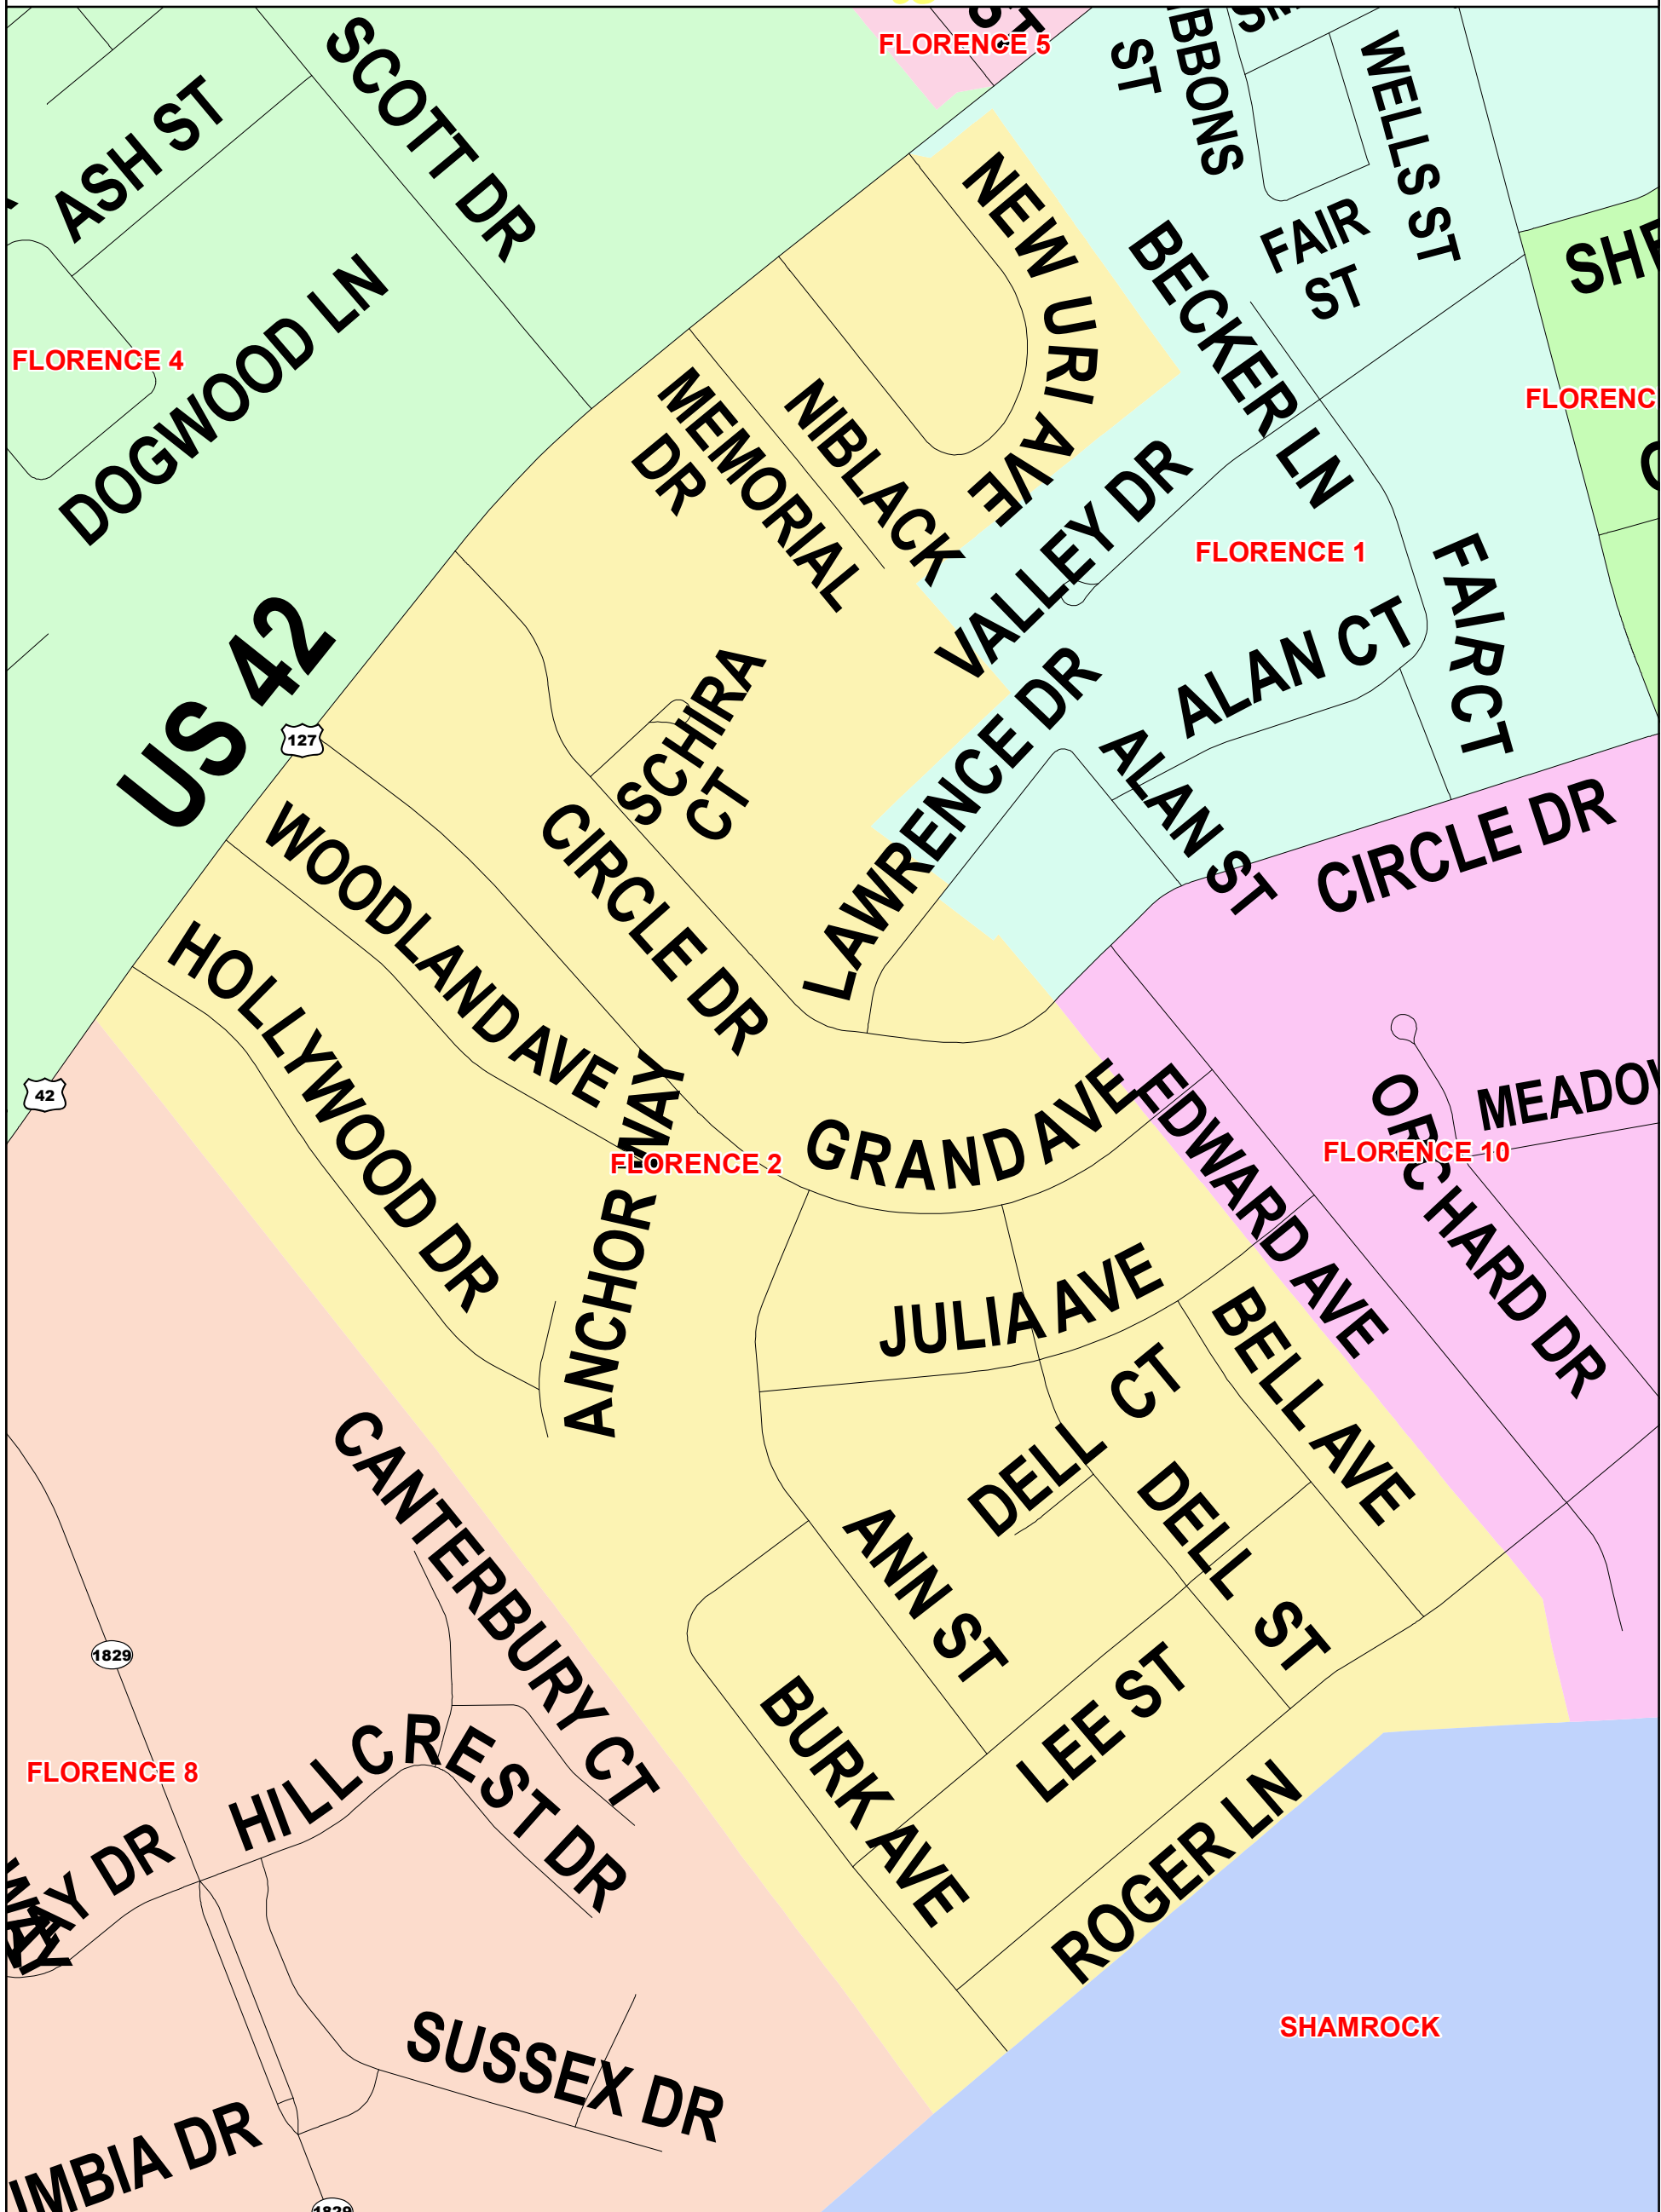 SCOTT DR
FLORENCE 5
ST
ST
WELLS ST
ASH ST
FAIR
ST
NEW URI AVE
BECKER LN
DOGWOOD LN
FLORENCE 4
MEMORIAL
DR
NIBLACK
VALLEY DR
FLORENCE 1
FAIR CT
US 42
127
SCHIRA
CT
LAWRENCE DR
ALAN CT
ALAN ST
CIRCLE DR
CIRCLE DR
WOODLAND AVE
HOLLYWOOD DR
42
ANCHOR WAY
FLORENCE 2
GRAND AVE
EDWARD AVE
ORCHARD DR
FLORENCE 10
JULIA AVE
BELL AVE
DELL CT
DELL ST
CANTERBURY CT
ANN ST
1829
LEE ST
BURK AVE
FLORENCE 8
HILLCREST DR
ROGER LN
SHAMROCK
SUSSEX DR
1829